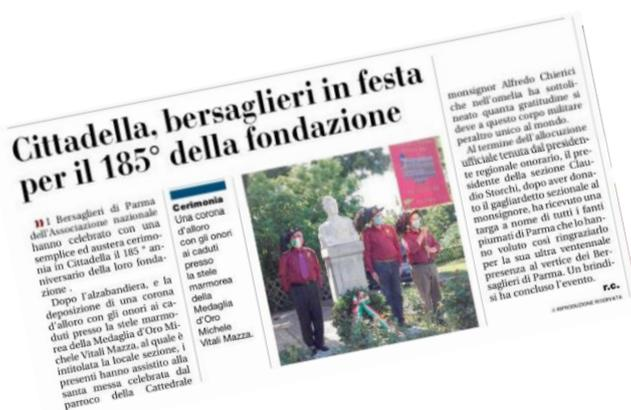 Cittadella, bersaglieri in festa
per il 185° della fondazione
I Bersaglieri di Parma
dell'Associazione nazionale
hanno celebrato con una
semplice ed austera cerimo-
nia in Cittadella il 185 ° an-
niversario della loro fonda-
zione .
Dopo l'alzabandiera, e la
deposizione di una corona
d'alloro con gli onori ai ca-
duti presso la stele marmo-
rea della Medaglia d'Oro Mi-
chele Vitali Mazza, al quale è
intitolata la locale sezione, i
presenti hanno assistito alla
santa messa celebrata dal
parroco della Cattedrale
Cerimonia
Una corona
d'alloro
con gli onori
ai caduti
presso
la stele
marmorea
della
Medaglia
d'Oro
Michele
Vitali Mazza.
monsignor Alfredo Chierici
che nell'omelia ha sottoli-
neato quanta gratitudine si
deve a questo corpo militare
peraltro unico al mondo.
Al termine dell'allocuzione
ufficiale tenuta dal presiden-
te regionale onorario, il pre-
sidente della sezione Clau-
dio Storchi, dopo aver dona-
to il gagliardetto sezionale al
monsignore, ha ricevuto una
targa a nome di tutti i fanti
piumati di Parma che lo han-
no voluto così ringraziarlo
per la sua ultra ventennale
presenza al vertice dei Ber-
saglieri di Parma. Un brindi-
si ha concluso l'evento.
r.c.
© RIPRODUZIONE RISERVATA